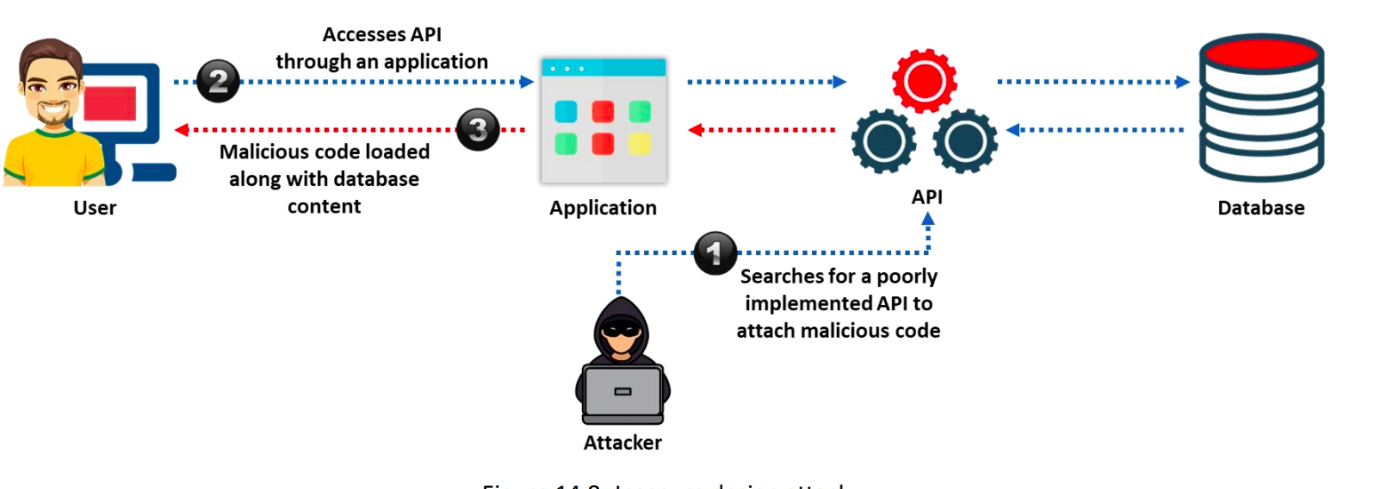 Accesses API
through an application
2
3
Malicious code loaded
along with database
content
User
Application
API
Database
1
Searches for a poorly
implemented API to
attach malicious code
Attacker